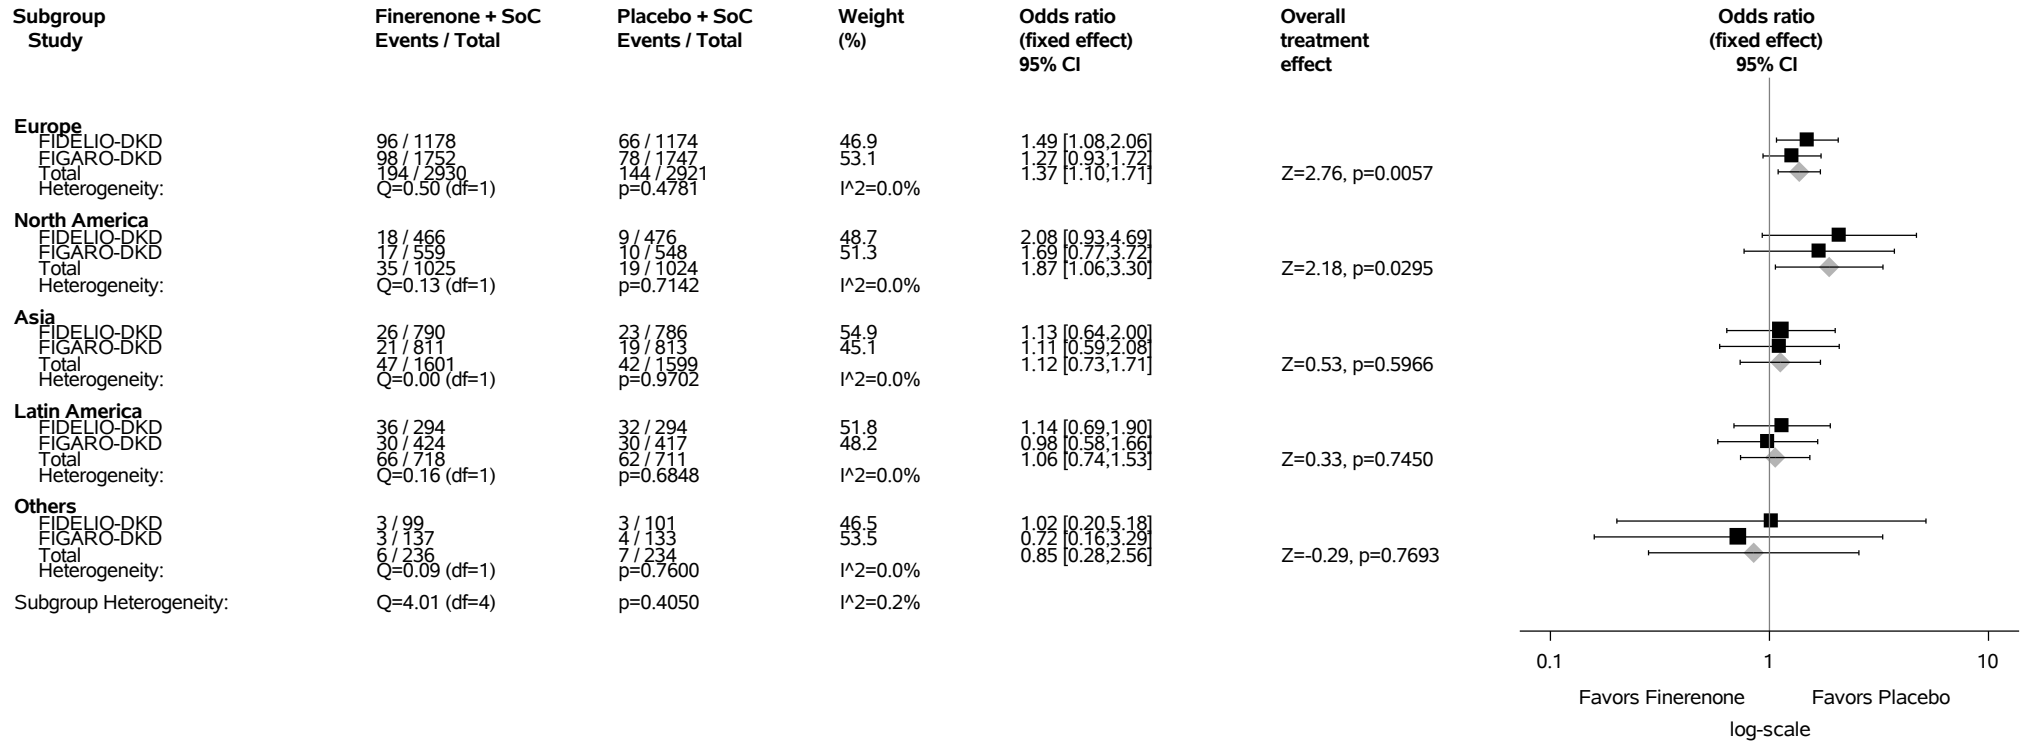 Subgroup Finerenone + SoC Placebo + SoC Weight Odds ratio Overall Odds ratio
Study Events / Total Events / Total (%) (fixed effect) treatment (fixed effect)
95% CI effect 95% CI
Europe
FIDELIO-DKD 96 / 1178 66 / 1174 46.9 1.49 [1.08,2.06]
FIGARO-DKD 98 / 1752 78 / 1747 53.1 1.27 [0.93,1.72]
Total 194 / 2930 144 / 2921 1.37 [1.10,1.71] Z=2.76, p=0.0057
Heterogeneity: Q=0.50 (df=1) p=0.4781 I^2=0.0%
North America
FIDELIO-DKD 18 / 466 9 / 476 48.7 2.08 [0.93,4.69]
FIGARO-DKD 17 / 559 10 / 548 51.3 1.69 [0.77,3.72]
Total 35 / 1025 19 / 1024 1.87 [1.06,3.30] Z=2.18, p=0.0295
Heterogeneity: Q=0.13 (df=1) p=0.7142 I^2=0.0%
Asia
FIDELIO-DKD 26 / 790 23 / 786 54.9 1.13 [0.64,2.00]
FIGARO-DKD 21 / 811 19 / 813 45.1 1.11 [0.59,2.08]
Total 47 / 1601 42 / 1599 1.12 [0.73,1.71] Z=0.53, p=0.5966
Heterogeneity: Q=0.00 (df=1) p=0.9702 I^2=0.0%
Latin America
FIDELIO-DKD 36 / 294 32 / 294 51.8 1.14 [0.69,1.90]
FIGARO-DKD 30 / 424 30 / 417 48.2 0.98 [0.58,1.66]
Total 66 / 718 62 / 711 1.06 [0.74,1.53] Z=0.33, p=0.7450
Heterogeneity: Q=0.16 (df=1) p=0.6848 I^2=0.0%
Others
FIDELIO-DKD 3 / 99 3 / 101 46.5 1.02 [0.20,5.18]
FIGARO-DKD 3 / 137 4 / 133 53.5 0.72 [0.16,3.29]
Total 6 / 236 7 / 234 0.85 [0.28,2.56] Z=-0.29, p=0.7693
Heterogeneity: Q=0.09 (df=1) p=0.7600 I^2=0.0%
Subgroup Heterogeneity: Q=4.01 (df=4) p=0.4050 I^2=0.2%
0.1 1 10
Favors Finerenone Favors Placebo
log-scale